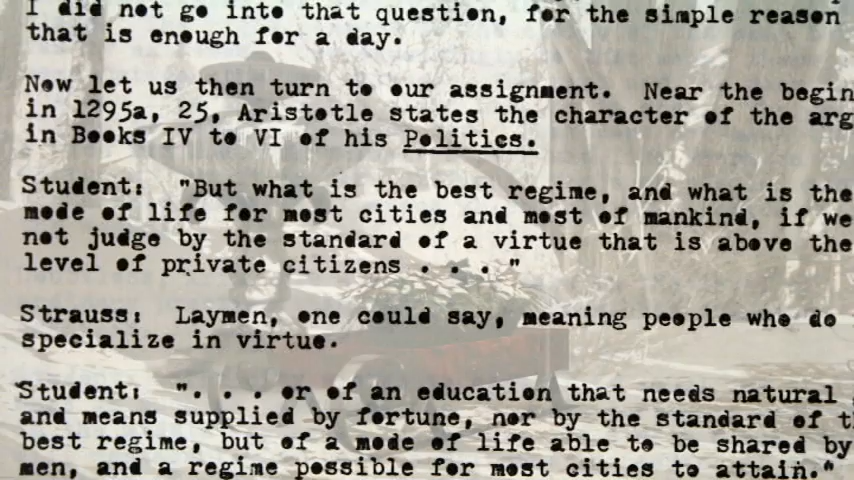 I did not go into that question, for the simple reason
that is enough for a day.
Now let us then turn to our assignment. Near the begin
in 1295a, 25, Aristotle states the character of the arg
in Books IV to VI of his Politics.
Student: "But what is the best regime, and what is the
mode of life for most cities and most of mankind, if we
not judge by the standard of a virtue that is above the
level of private citizens . . . "
Strauss: Laymen, one could say, meaning people who do
specialize in virtue.
Student: ". . . or of an education that needs natural
and means supplied by fortune, nor by the standard of t
best regime, but of a mode of life able to be shared by
men, and a regime possible for most cities to attain."